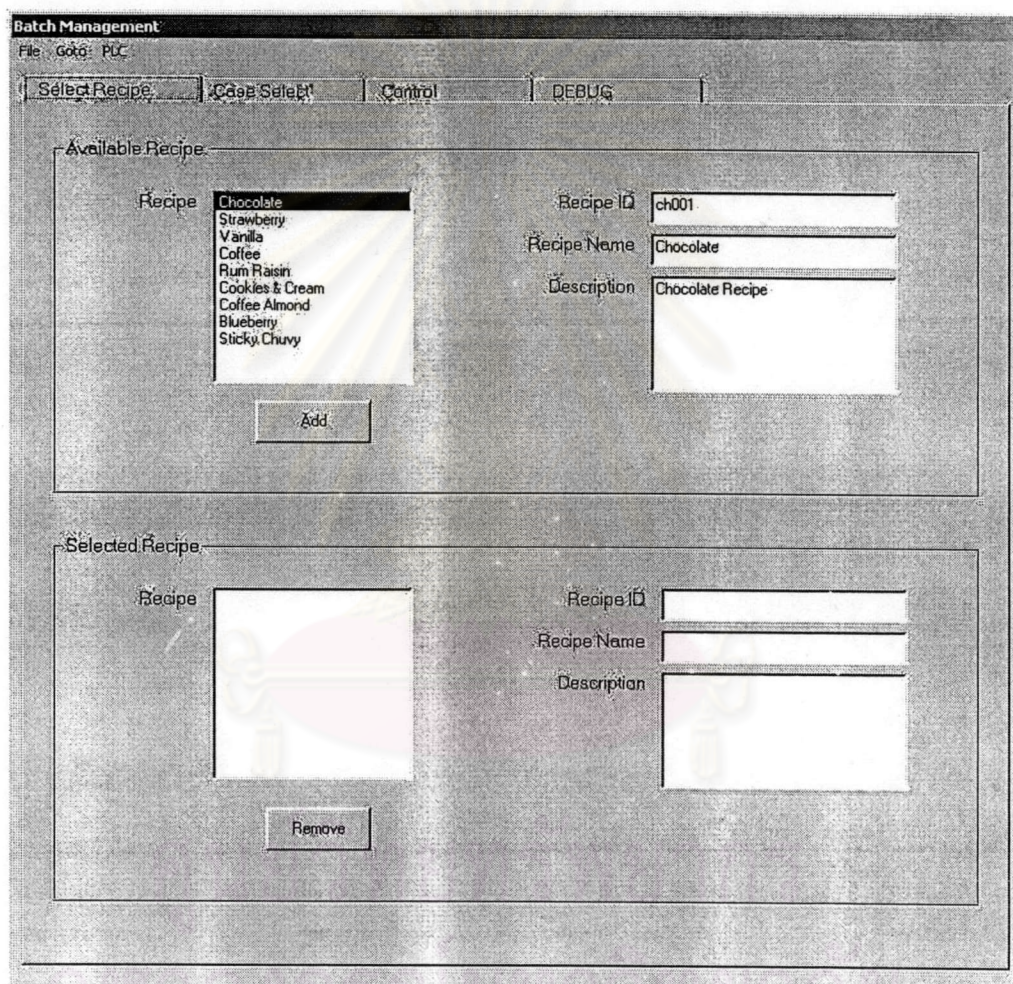 Batch Management
File Goto PLC
Select Recipe Case Select Control DEBUG
Available Recipe
Recipe
Chocolate
Strawberry
Vanilla
Coffee
Rum Raisin
Cookies & Cream
Coffee Almond
Blueberry
Sticky Chuvy
Add
Recipe ID ch001
Recipe Name Chocolate
Description Chocolate Recipe
Selected Recipe
Recipe
Remove
Recipe ID
Recipe Name
Description